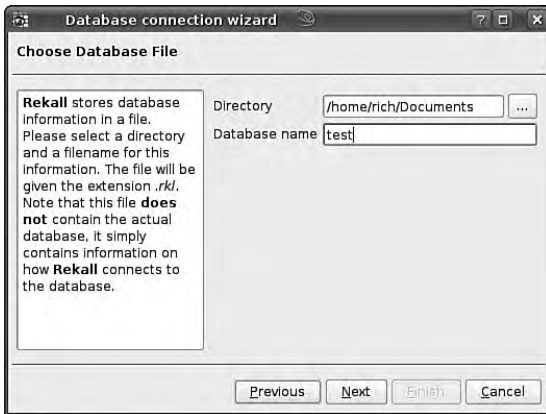 Database connection wizard
Choose Database File
Rekall stores database
information in a file.
Please select a directory
and a filename for this
information. The file will be
given the extension .rkl.
Note that this file does
not contain the actual
database, it simply
contains information on
how Rekall connects to
the database.
Directory /home/rich/Documents ...
Database name test
Previous Next Finish Cancel